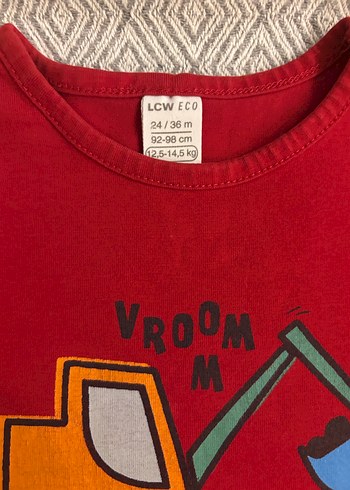 LCW ECO
24 / 36 m
92-98 cm
12,5-14,5 kg
VROOM
M